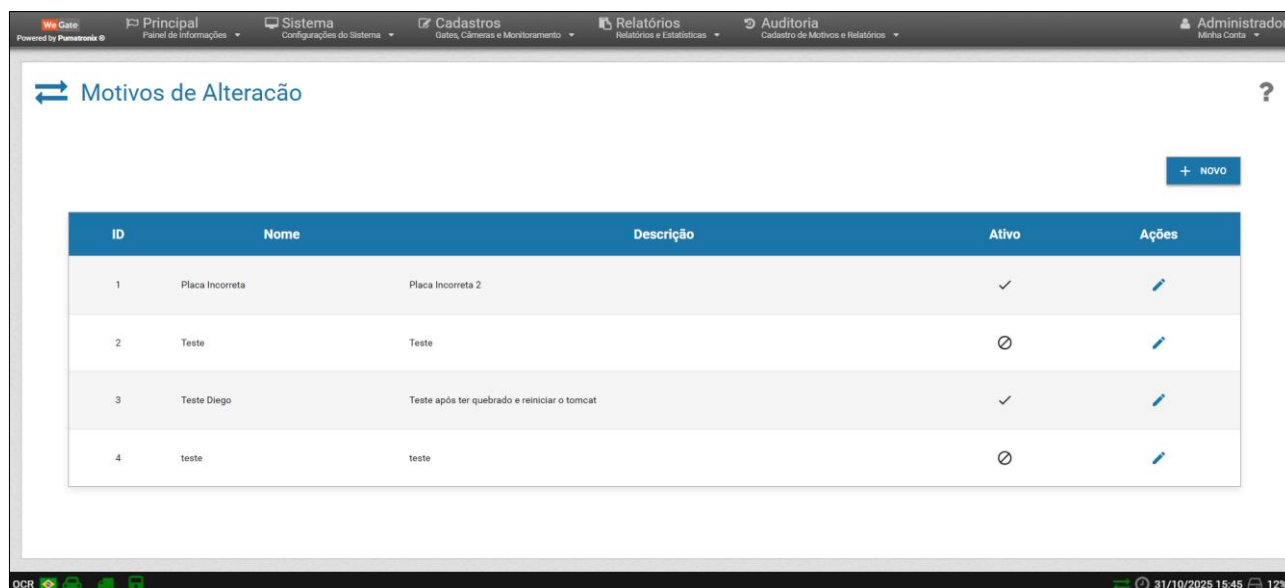 We Gate
Powered by Pumatronix ®
Principal
Painel de Informações
Sistema
Configurações do Sistema
Cadastros
Gates, Câmeras e Monitoramento
Relatórios
Relatórios e Estatísticas
Auditoria
Cadastro de Motivos e Relatórios
Administrador
Minha Conta
Motivos de Alteracão
?
+ NOVO
ID Nome Descrição Ativo Ações
1 Placa Incorreta Placa Incorreta 2
2 Teste Teste
3 Teste Diego Teste após ter quebrado e reiniciar o tomcat
4 teste teste
OCR
31/10/2025 15:45